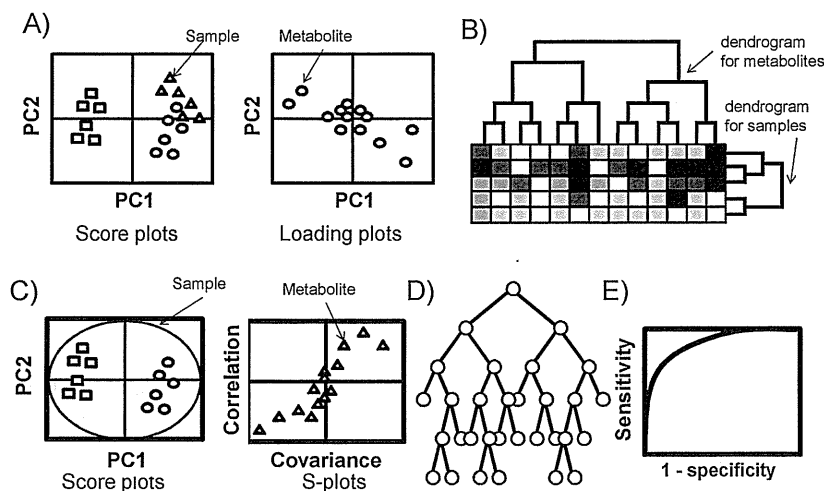 A)
Sample
PC2
PC1
Score plots
Metabolite
PC2
PC1
Loading plots
B)
dendrogram
for metabolites
dendrogram
for samples
C)
Sample
PC2
PC1
Score plots
Metabolite
Correlation
Covariance
S-plots
D)
E)
Sensitivity
1 - specificity